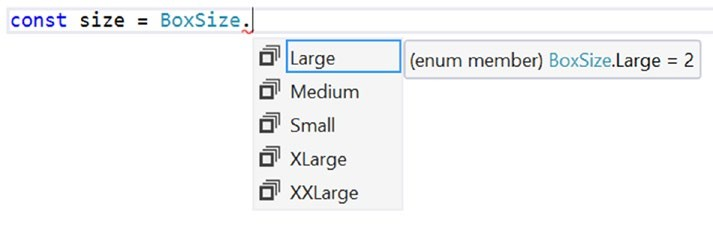 const size = BoxSize.
Large
(enum member) BoxSize.Large = 2
Medium
Small
XLarge
XXLarge